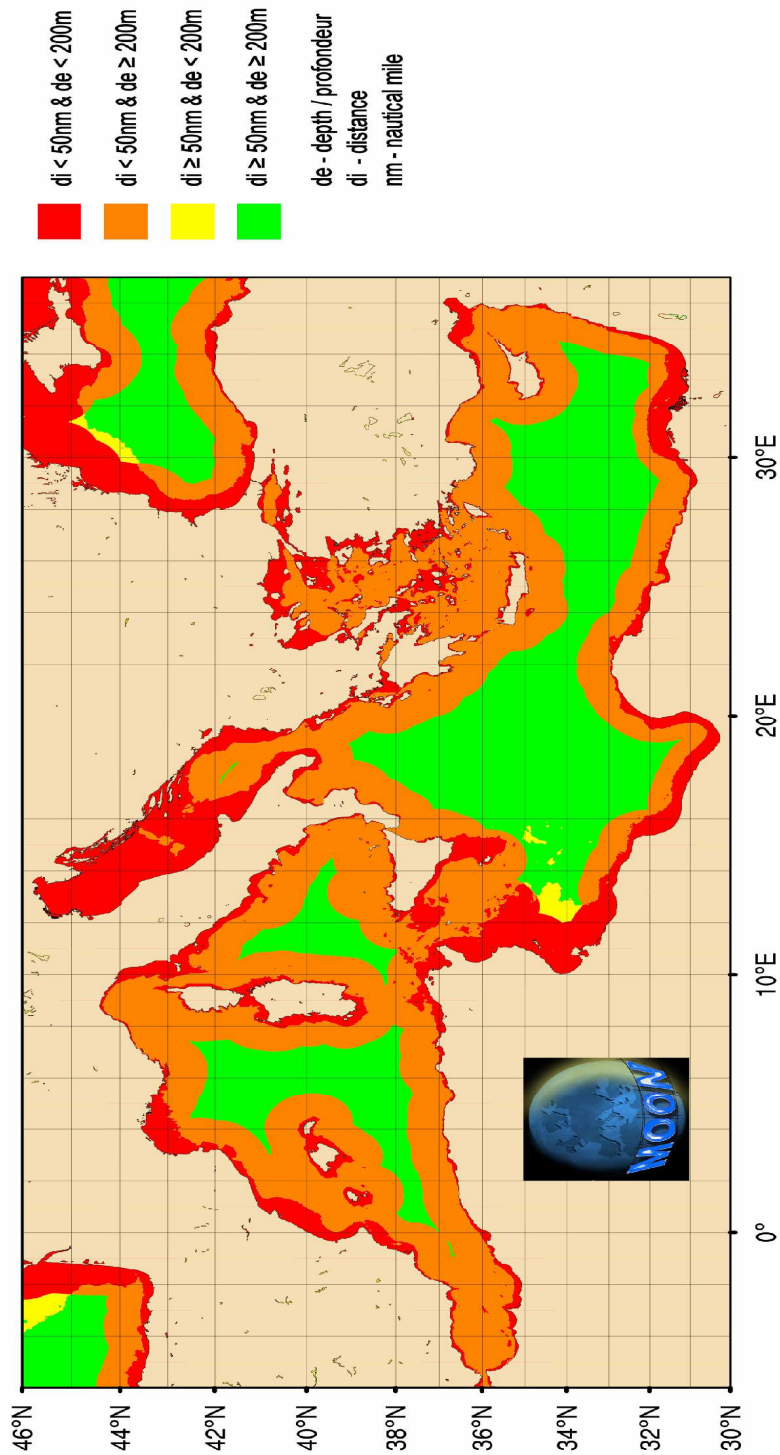 di < 50nm & de < 200m
di < 50nm & de ≥ 200m
di ≥ 50nm & de < 200m
di ≥ 50nm & de ≥ 200m
de - depth / profondeur
di - distance
nm - nautical mile
46°N
44°N
42°N
40°N
38°N
36°N
34°N
32°N
30°N
0°
10°E
20°E
30°E
MOON